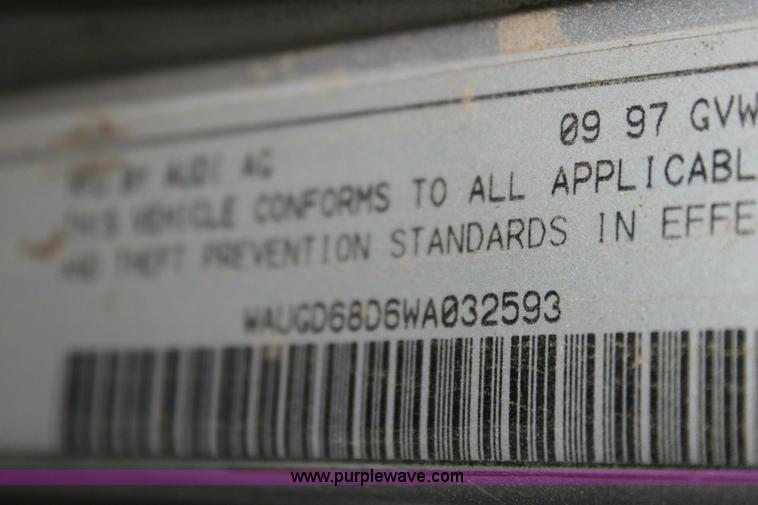 09 97 GVW
MFD BY AUDI AG
THIS VEHICLE CONFORMS TO ALL APPLICABL
AND THEFT PREVENTION STANDARDS IN EFFE
WAUGD68D6WA032593
www.purplewave.com